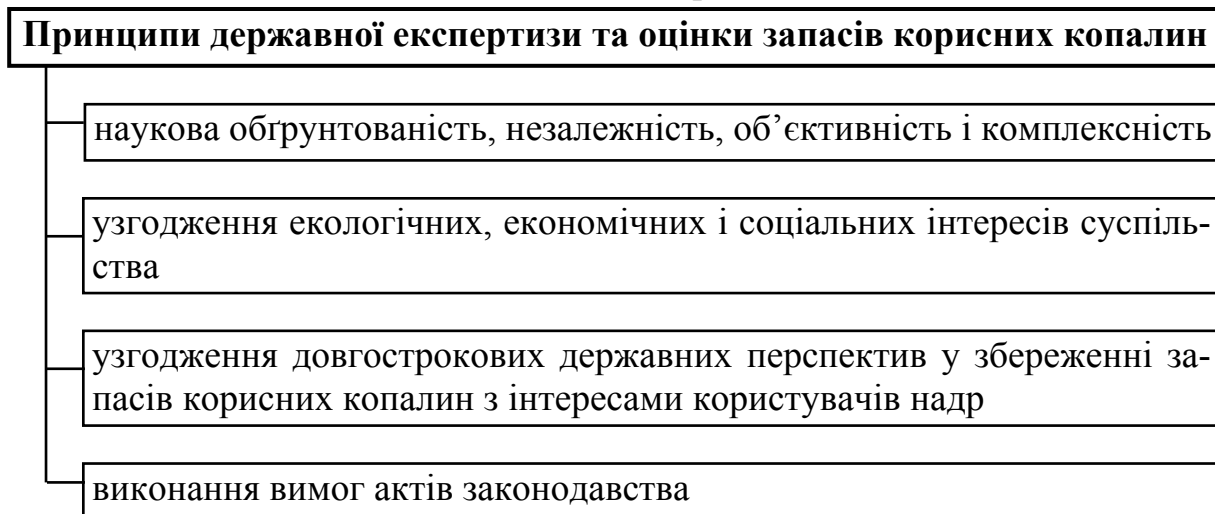 Принципи державної експертизи та оцінки запасів корисних копалин
наукова обґрунтованість, незалежність, об’єктивність і комплексність
узгодження екологічних, економічних і соціальних інтересів суспіль-
ства
узгодження довгострокових державних перспектив у збереженні за-
пасів корисних копалин з інтересами користувачів надр
виконання вимог актів законодавства